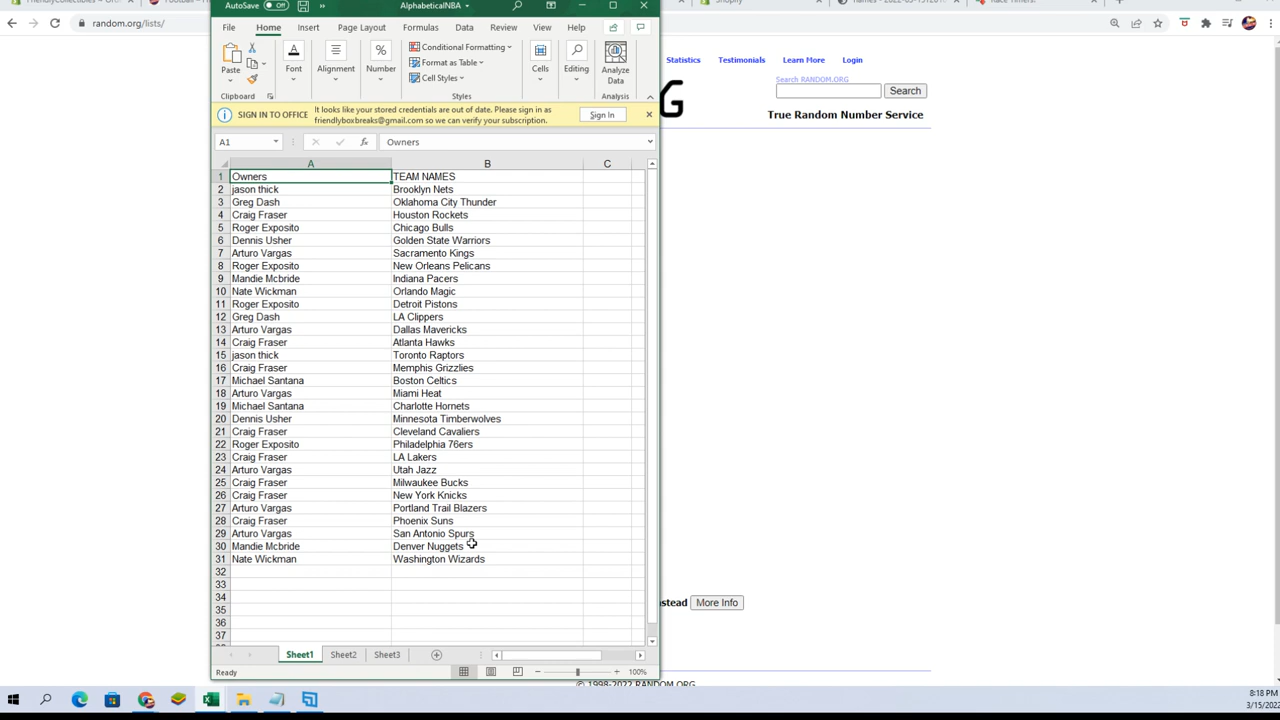 AutoSave Off AlphabeticalNBA
random.org/lists/
File Home Insert Page Layout Formulas Data Review View Help
Paste Font Alignment Number Conditional Formatting Format as Table Cell Styles Cells Editing Analyze Data
Clipboard Styles Analysis
SIGN IN TO OFFICE It looks like your stored credentials are out of date. Please sign in as
friendlyboxbreaks@gmail.com so we can verify your subscription. Sign In
A1 fx Owners
A B C
1 Owners TEAM NAMES
2 jason thick Brooklyn Nets
3 Greg Dash Oklahoma City Thunder
4 Craig Fraser Houston Rockets
5 Roger Exposito Chicago Bulls
6 Dennis Usher Golden State Warriors
7 Arturo Vargas Sacramento Kings
8 Roger Exposito New Orleans Pelicans
9 Mandie Mcbride Indiana Pacers
10 Nate Wickman Orlando Magic
11 Roger Exposito Detroit Pistons
12 Greg Dash LA Clippers
13 Arturo Vargas Dallas Mavericks
14 Craig Fraser Atlanta Hawks
15 jason thick Toronto Raptors
16 Craig Fraser Memphis Grizzlies
17 Michael Santana Boston Celtics
18 Arturo Vargas Miami Heat
19 Michael Santana Charlotte Hornets
20 Dennis Usher Minnesota Timberwolves
21 Craig Fraser Cleveland Cavaliers
22 Roger Exposito Philadelphia 76ers
23 Craig Fraser LA Lakers
24 Arturo Vargas Utah Jazz
25 Craig Fraser Milwaukee Bucks
26 Craig Fraser New York Knicks
27 Arturo Vargas Portland Trail Blazers
28 Craig Fraser Phoenix Suns
29 Arturo Vargas San Antonio Spurs
30 Mandie Mcbride Denver Nuggets
31 Nate Wickman Washington Wizards
32
33
34
35
36
37
Sheet1 Sheet2 Sheet3
Ready 100%
Statistics Testimonials Learn More Login
Search RANDOM.ORG
Search
G
True Random Number Service
stead More Info
© 1998-2022 RANDOM.ORG
8:18 PM
3/15/2022